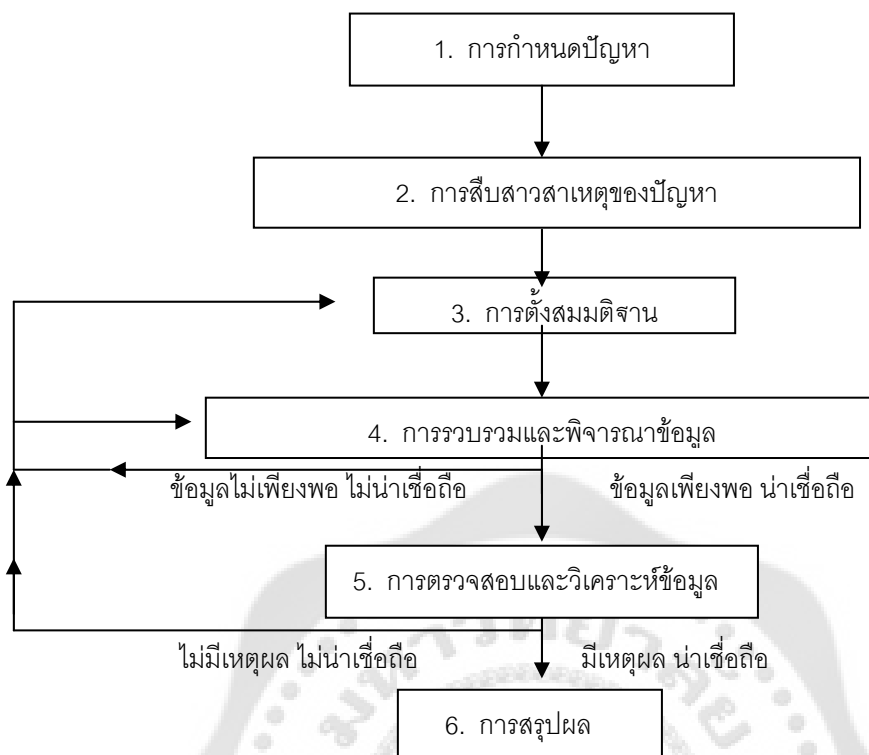 1. การกำหนดปัญหา
2. การสืบสาวสาเหตุของปัญหา
3. การตั้งสมมติฐาน
4. การรวบรวมและพิจารณาข้อมูล
ข้อมูลไม่เพียงพอ ไม่น่าเชื่อถือ ข้อมูลเพียงพอ น่าเชื่อถือ
5. การตรวจสอบและวิเคราะห์ข้อมูล
ไม่มีเหตุผล ไม่น่าเชื่อถือ มีเหตุผล น่าเชื่อถือ
6. การสรุปผล